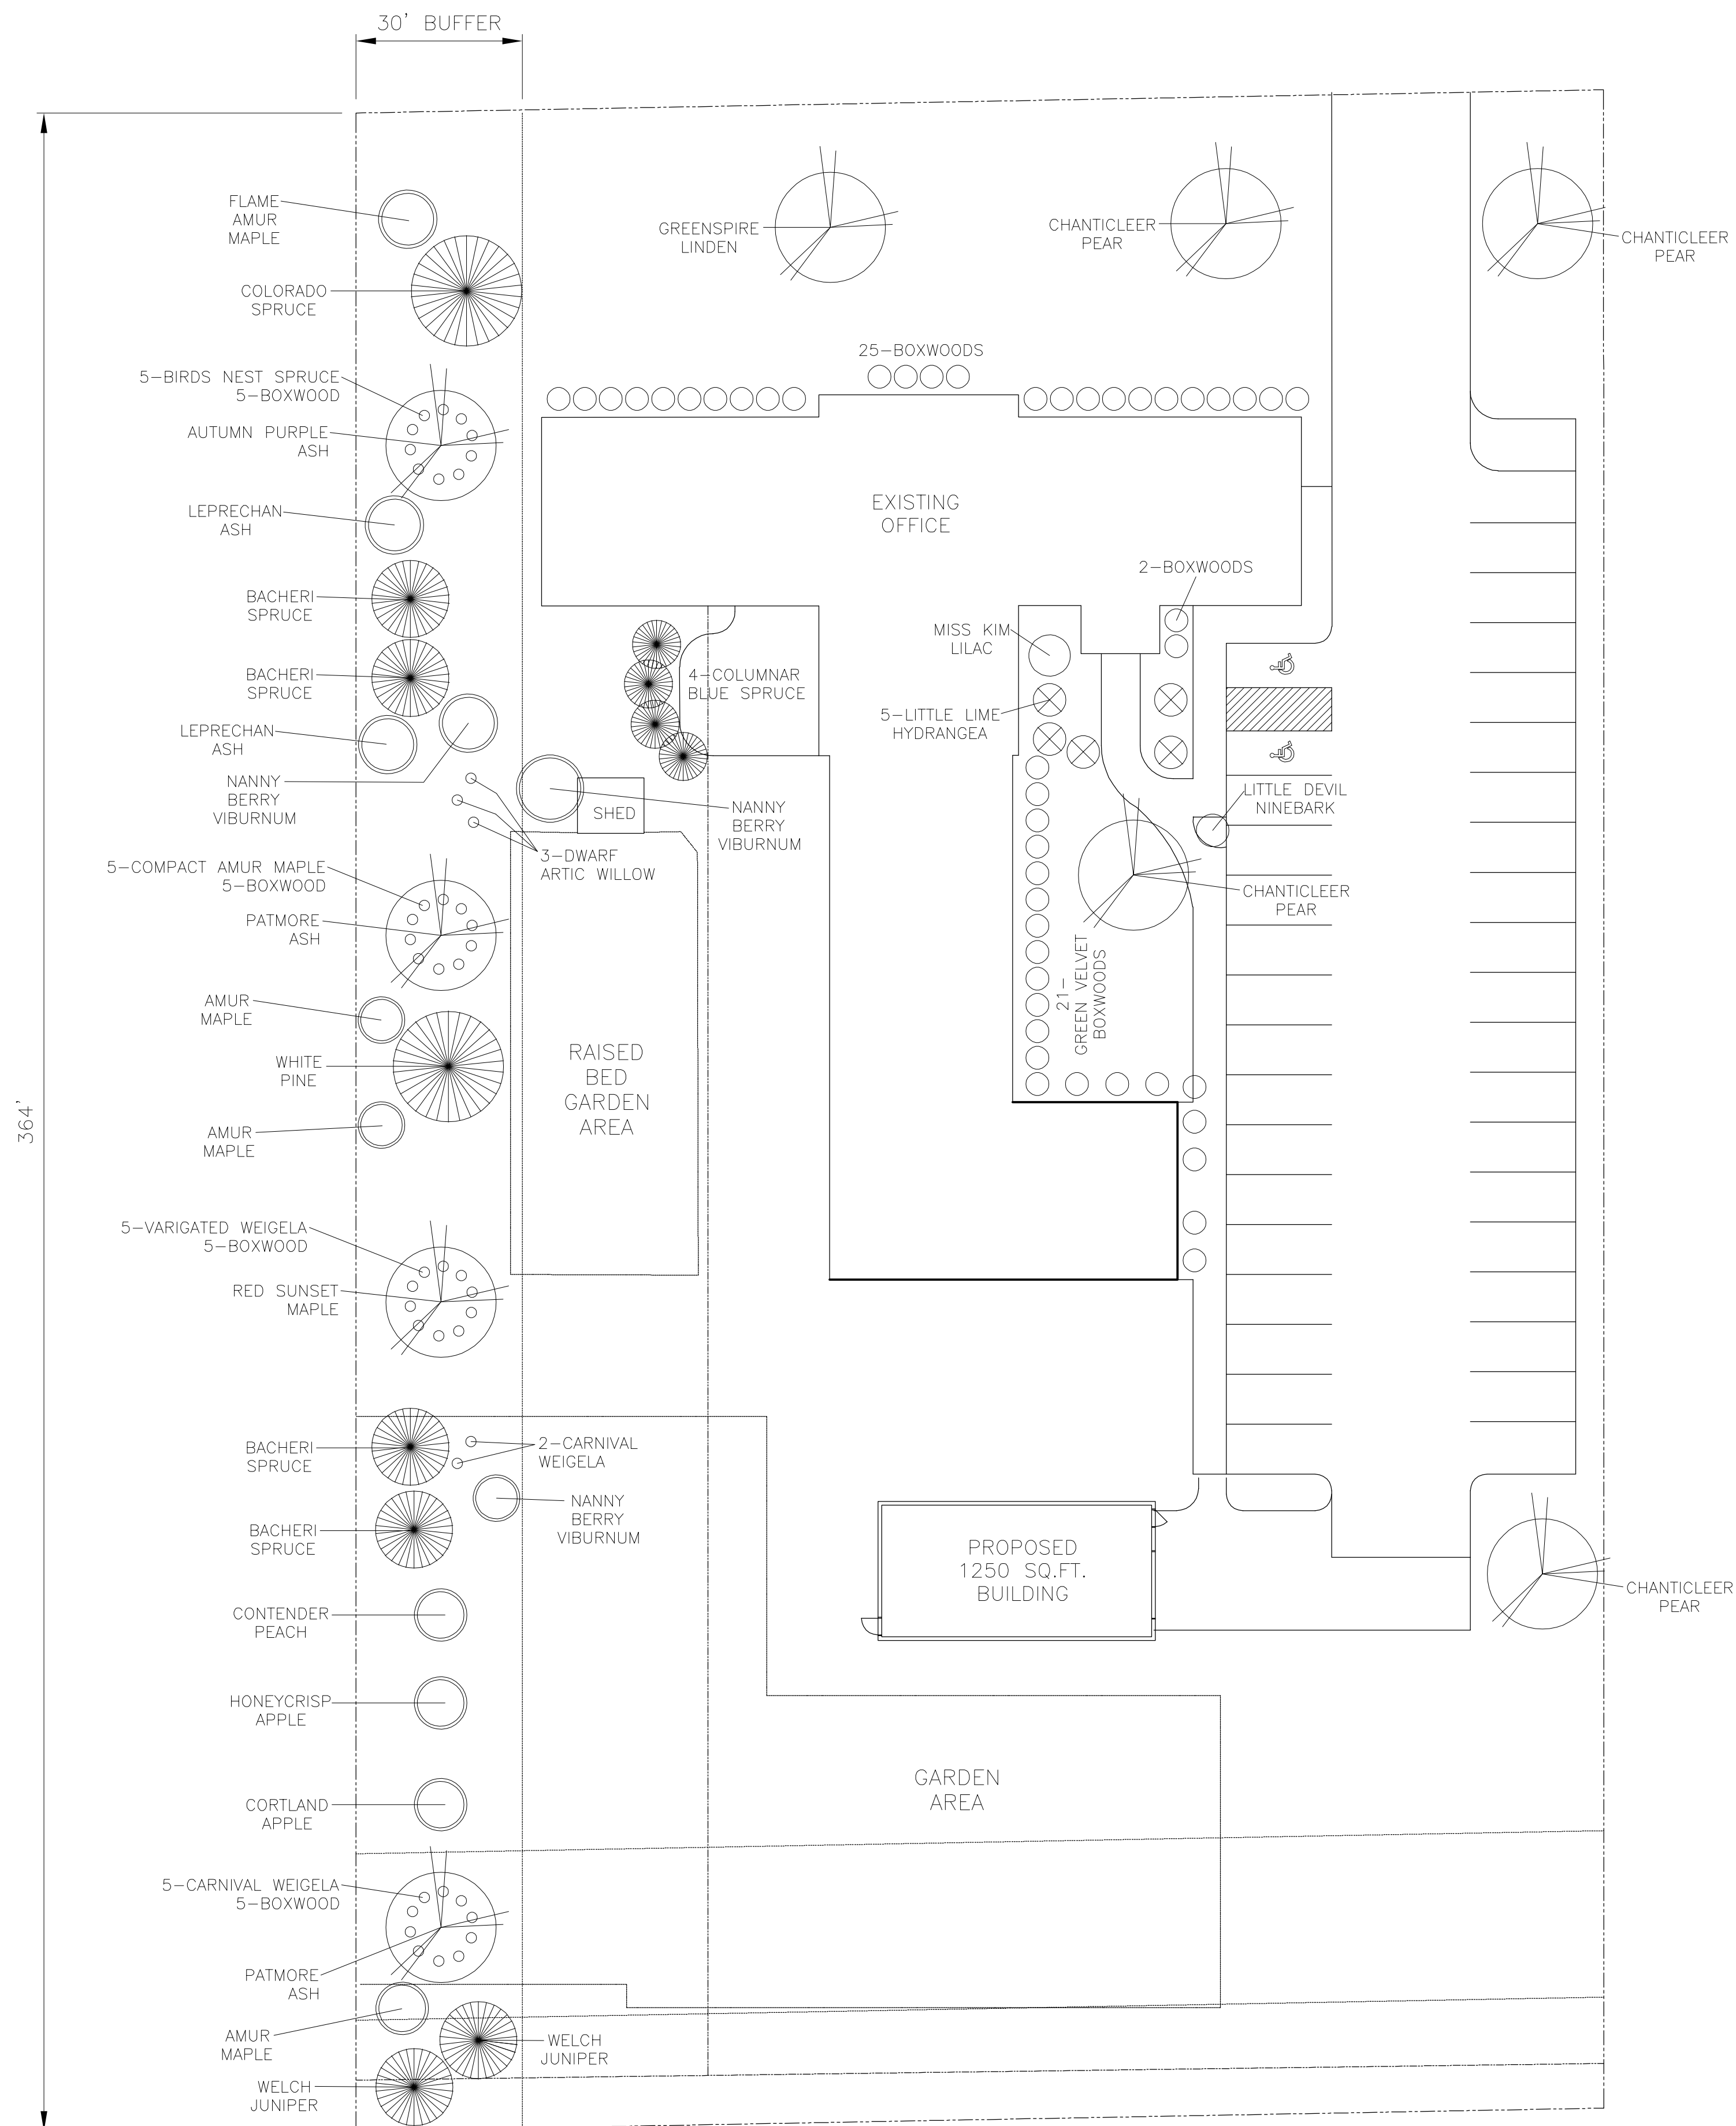 30' BUFFER
FLAME
AMUR
MAPLE
GREENSPIRE
LINDEN
CHANTICLEER
PEAR
CHANTICLEER
PEAR
COLORADO
SPRUCE
25-BOXWOODS
5-BIRDS NEST SPRUCE
5-BOXWOOD
AUTUMN PURPLE
ASH
LEPRECHAN
ASH
EXISTING
OFFICE
2-BOXWOODS
BACHERI
SPRUCE
MISS KIM
LILAC
BACHERI
SPRUCE
4-COLUMNAR
BLUE SPRUCE
5-LITTLE LIME
HYDRANGEA
LEPRECHAN
ASH
NANNY
BERRY
VIBURNUM
SHED
NANNY
BERRY
VIBURNUM
LITTLE DEVIL
NINEBARK
3-DWARF
ARTIC WILLOW
5-COMPACT AMUR MAPLE
5-BOXWOOD
CHANTICLEER
PEAR
PATMORE
ASH
21-
GREEN VELVET
BOXWOODS
AMUR
MAPLE
WHITE
PINE
RAISED
BED
GARDEN
AREA
364'
AMUR
MAPLE
5-VARIGATED WEIGELA
5-BOXWOOD
RED SUNSET
MAPLE
BACHERI
SPRUCE
2-CARNIVAL
WEIGELA
NANNY
BERRY
VIBURNUM
BACHERI
SPRUCE
PROPOSED
1250 SQ.FT.
BUILDING
CHANTICLEER
PEAR
CONTENDER
PEACH
HONEYCRISP
APPLE
GARDEN
AREA
CORTLAND
APPLE
5-CARNIVAL WEIGELA
5-BOXWOOD
PATMORE
ASH
AMUR
MAPLE
WELCH
JUNIPER
WELCH
JUNIPER